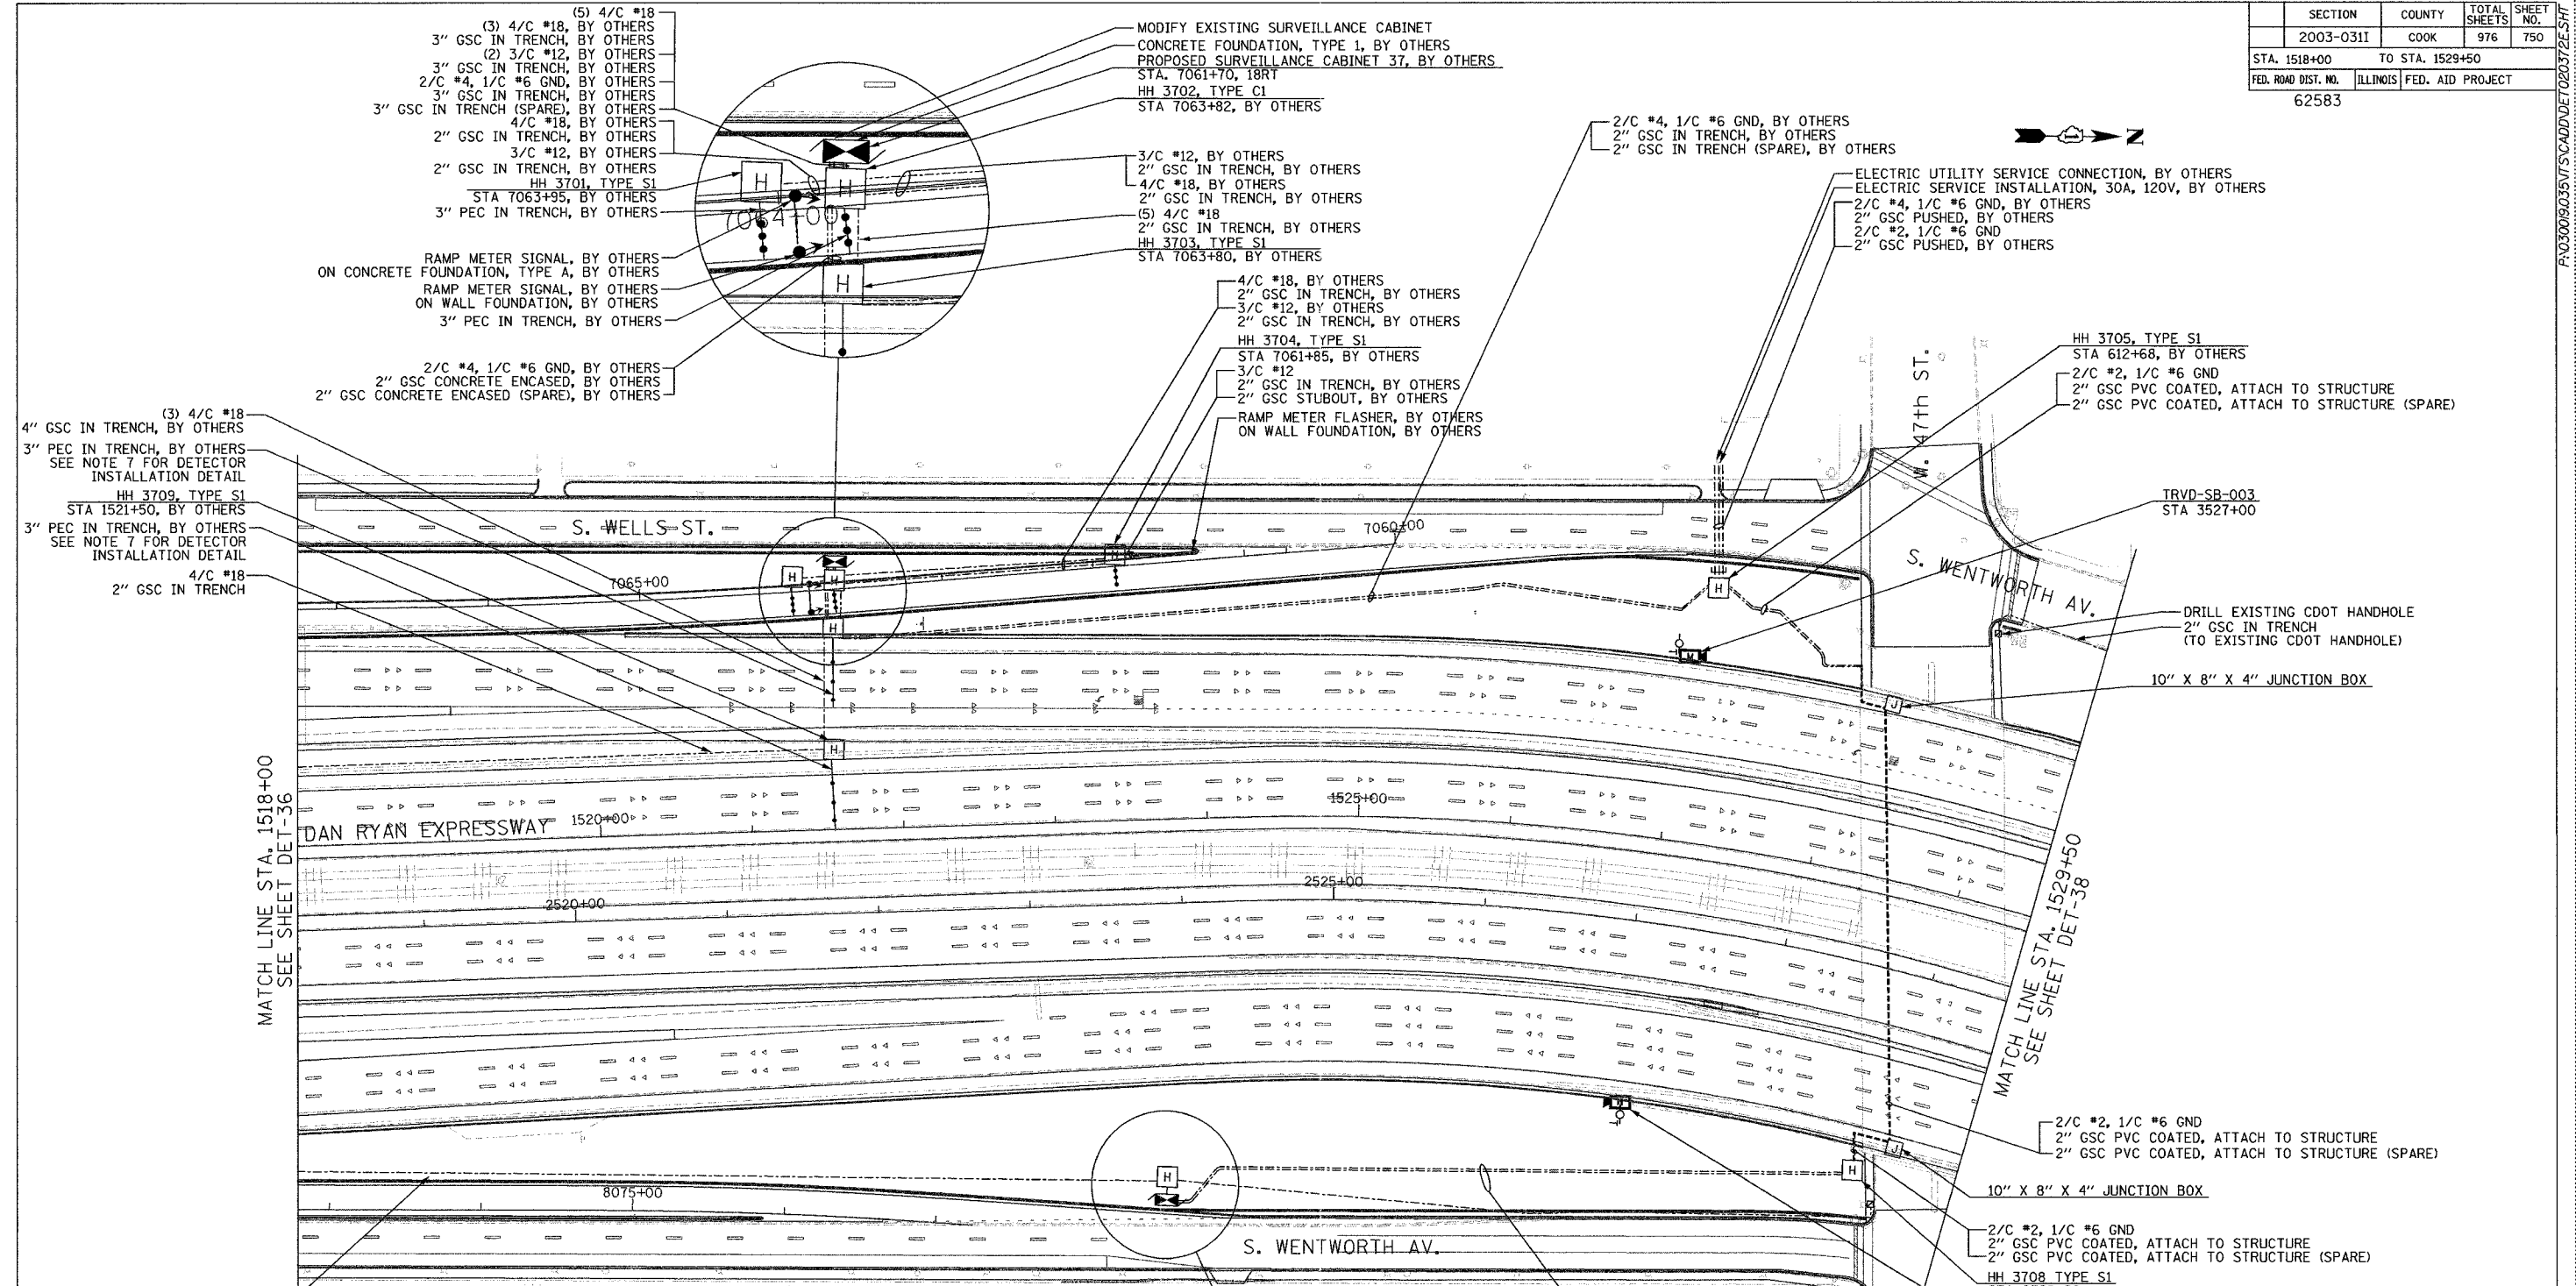 SECTION COUNTY TOTAL SHEETS SHEET NO.
2003-031I COOK 976 750
STA. 1518+00 TO STA. 1529+50
FED. ROAD DIST. NO. ILLINOIS FED. AID PROJECT
62583
N
(5) 4/C #18
(3) 4/C #18, BY OTHERS
3" GSC IN TRENCH, BY OTHERS
(2) 3/C #12, BY OTHERS
3" GSC IN TRENCH, BY OTHERS
2/C #4, 1/C #6 GND, BY OTHERS
3" GSC IN TRENCH, BY OTHERS
3" GSC IN TRENCH (SPARE), BY OTHERS
4/C #18, BY OTHERS
2" GSC IN TRENCH, BY OTHERS
3/C #12, BY OTHERS
2" GSC IN TRENCH, BY OTHERS
HH 3701, TYPE S1
STA 7063+95, BY OTHERS
3" PEC IN TRENCH, BY OTHERS
RAMP METER SIGNAL, BY OTHERS
ON CONCRETE FOUNDATION, TYPE A, BY OTHERS
RAMP METER SIGNAL, BY OTHERS
ON WALL FOUNDATION, BY OTHERS
3" PEC IN TRENCH, BY OTHERS
2/C #4, 1/C #6 GND, BY OTHERS
2" GSC CONCRETE ENCASED, BY OTHERS
2" GSC CONCRETE ENCASED (SPARE), BY OTHERS
H
H
7064+00
H
MODIFY EXISTING SURVEILLANCE CABINET
CONCRETE FOUNDATION, TYPE 1, BY OTHERS
PROPOSED SURVEILLANCE CABINET 37, BY OTHERS
STA. 7061+70, 18RT
HH 3702, TYPE C1
STA 7063+82, BY OTHERS
3/C #12, BY OTHERS
2" GSC IN TRENCH, BY OTHERS
4/C #18, BY OTHERS
2" GSC IN TRENCH, BY OTHERS
(5) 4/C #18
2" GSC IN TRENCH, BY OTHERS
HH 3703, TYPE S1
STA 7063+80, BY OTHERS
4/C #18, BY OTHERS
2" GSC IN TRENCH, BY OTHERS
3/C #12, BY OTHERS
2" GSC IN TRENCH, BY OTHERS
HH 3704, TYPE S1
STA 7061+85, BY OTHERS
3/C #12
2" GSC IN TRENCH, BY OTHERS
2" GSC STUBOUT, BY OTHERS
RAMP METER FLASHER, BY OTHERS
ON WALL FOUNDATION, BY OTHERS
2/C #4, 1/C #6 GND, BY OTHERS
2" GSC IN TRENCH, BY OTHERS
2" GSC IN TRENCH (SPARE), BY OTHERS
ELECTRIC UTILITY SERVICE CONNECTION, BY OTHERS
ELECTRIC SERVICE INSTALLATION, 30A, 120V, BY OTHERS
2/C #4, 1/C #6 GND, BY OTHERS
2" GSC PUSHED, BY OTHERS
2/C #2, 1/C #6 GND
2" GSC PUSHED, BY OTHERS
HH 3705, TYPE S1
STA 612+68, BY OTHERS
2/C #2, 1/C #6 GND
2" GSC PVC COATED, ATTACH TO STRUCTURE
2" GSC PVC COATED, ATTACH TO STRUCTURE (SPARE)
TRVD-SB-003
STA 3527+00
DRILL EXISTING CDOT HANDHOLE
2" GSC IN TRENCH
(TO EXISTING CDOT HANDHOLE)
10" X 8" X 4" JUNCTION BOX
(3) 4/C #18
4" GSC IN TRENCH, BY OTHERS
3" PEC IN TRENCH, BY OTHERS
SEE NOTE 7 FOR DETECTOR
INSTALLATION DETAIL
HH 3709, TYPE S1
STA 1521+50, BY OTHERS
3" PEC IN TRENCH, BY OTHERS
SEE NOTE 7 FOR DETECTOR
INSTALLATION DETAIL
4/C #18
2" GSC IN TRENCH
W. 47th ST.
S. WELLS ST.
7060+00
H
7065+00
H
H
H
H
S. WENTWORTH AV.
M
J
H
MATCH LINE STA. 1518+00
SEE SHEET DET-36
DAN RYAN EXPRESSWAY
1520+00
1525+00
2520+00
2525+00
MATCH LINE STA. 1529+50
SEE SHEET DET-38
J
H
H
8075+00
S. WENTWORTH AV.
2/C #2, 1/C #6 GND
2" GSC PVC COATED, ATTACH TO STRUCTURE
2" GSC PVC COATED, ATTACH TO STRUCTURE (SPARE)
10" X 8" X 4" JUNCTION BOX
2/C #2, 1/C #6 GND
2" GSC PVC COATED, ATTACH TO STRUCTURE
2" GSC PVC COATED, ATTACH TO STRUCTURE (SPARE)
HH 3708 TYPE S1